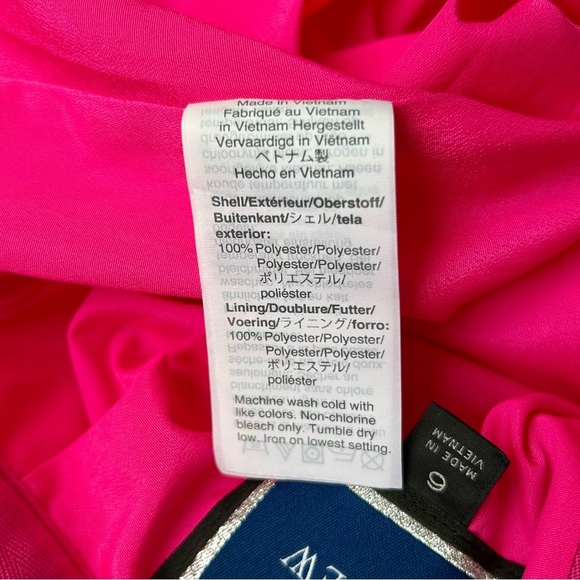 Made in Vietnam
Fabriqué au Vietnam
in Vietnam Hergestellt
Vervaardigd in Viëtnam
ベトナム製
Hecho en Vietnam
Shell/Extérieur/Oberstoff/
Buitenkant/シェル/tela
exterior:
100% Polyester/Polyester/
Polyester/Polyester/
ポリエステル/
poliéster
Lining/Doublure/Futter/
Voering/ライニング/forro:
100% Polyester/Polyester/
Polyester/Polyester/
ポリエステル/
poliéster
Machine wash cold with
like colors. Non-chlorine
bleach only. Tumble dry
low. Iron on lowest setting.
6
MADE IN
VIETNAM
EW